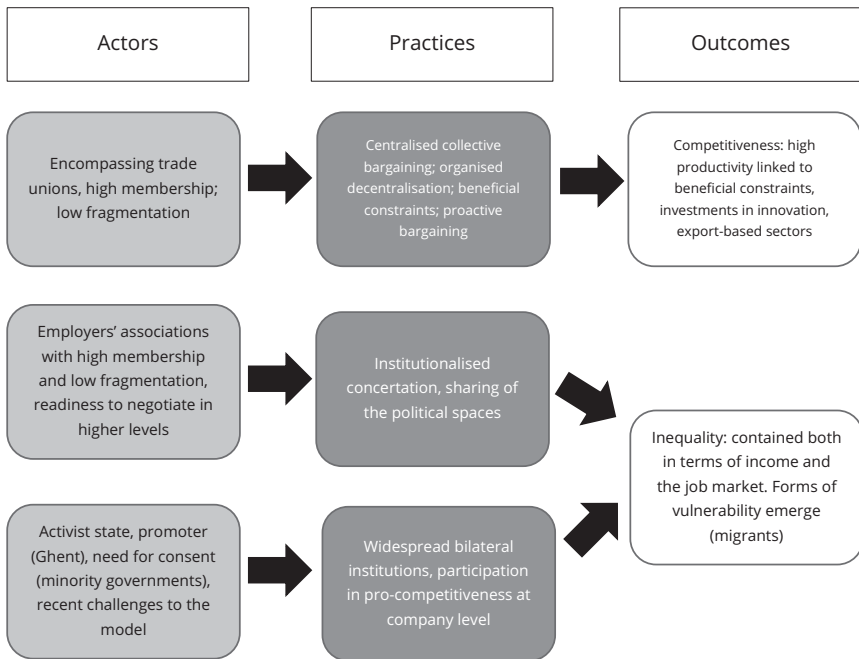 Actors
Practices
Outcomes
Encompassing trade
unions, high membership;
low fragmentation
Centralised collective
bargaining; organised
decentralisation; beneficial
constraints; proactive
bargaining
Competitiveness: high
productivity linked to
beneficial constraints,
investments in innovation,
export-based sectors
Employers’ associations
with high membership
and low fragmentation,
readiness to negotiate in
higher levels
Institutionalised
concertation, sharing of
the political spaces
Inequality: contained both
in terms of income and
the job market. Forms of
vulnerability emerge
(migrants)
Activist state, promoter
(Ghent), need for consent
(minority governments),
recent challenges to the
model
Widespread bilateral
institutions, participation
in pro-competitiveness at
company level